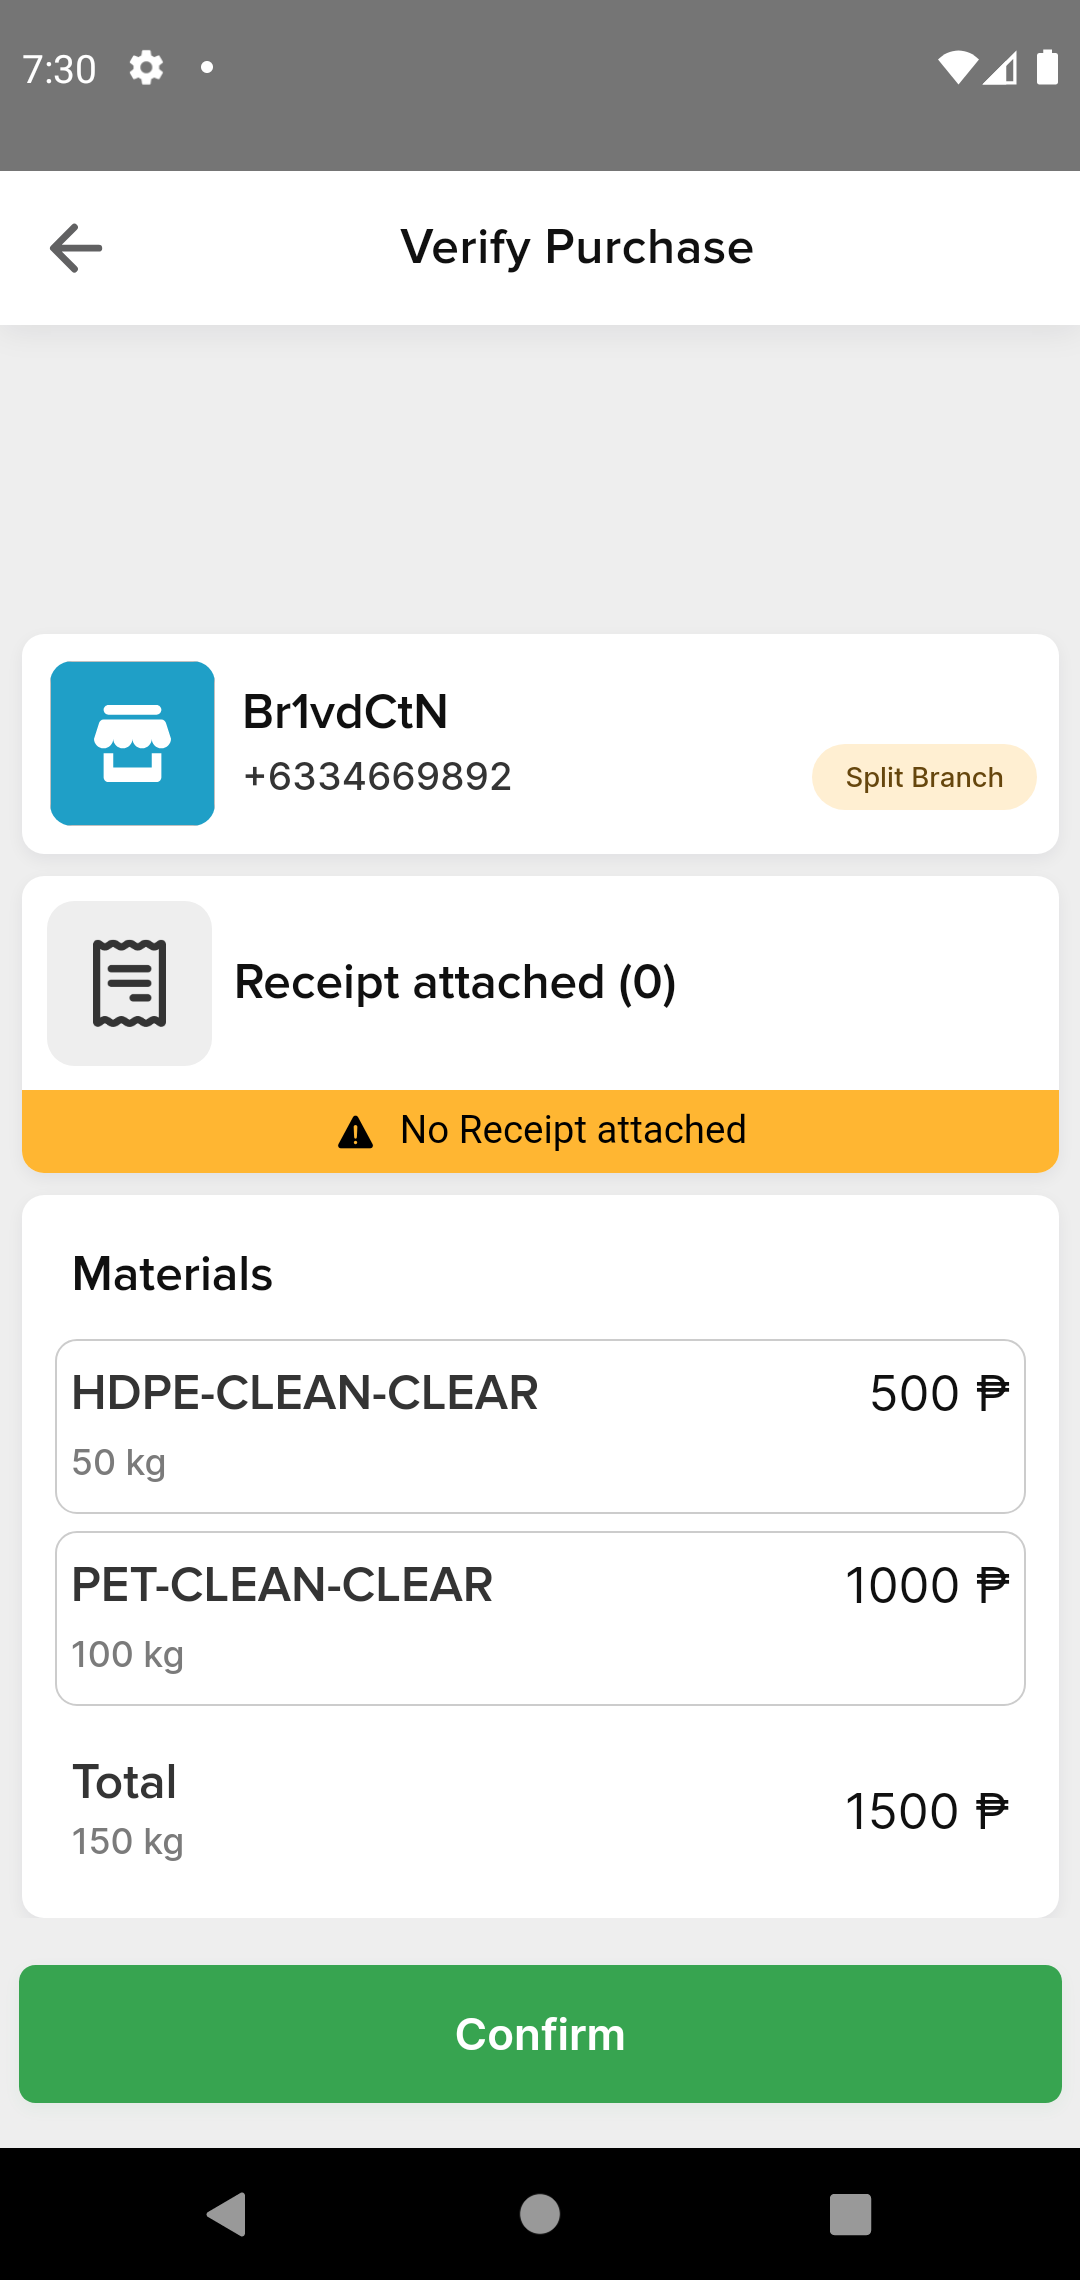 7:30
Verify Purchase
Br1vdCtN
+6334669892
Split Branch
Receipt attached (0)
No Receipt attached
Materials
HDPE-CLEAN-CLEAR 500 ₱
50 kg
PET-CLEAN-CLEAR 1000 ₱
100 kg
Total
1500 ₱
150 kg
Confirm